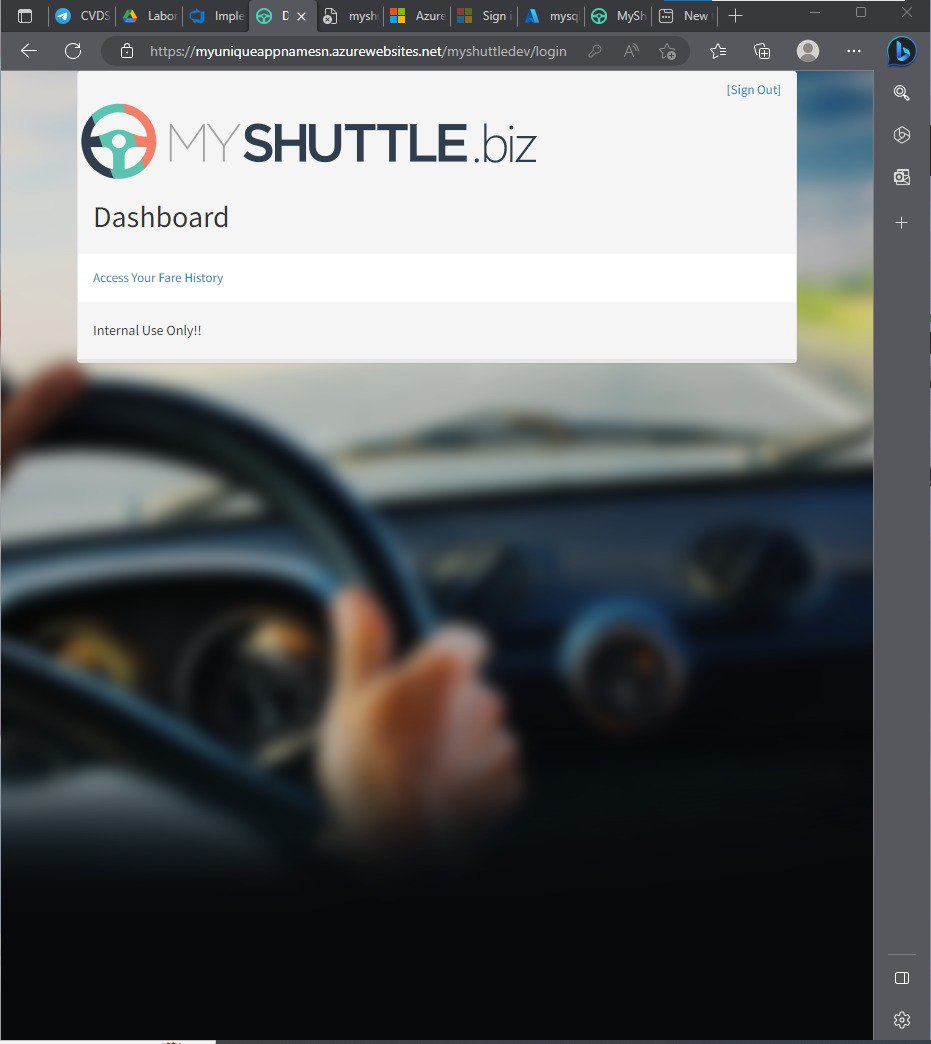 CVDS
Labor
Imple
D
mysh
Azure
Sign i
mysq
MySh
New
https://myuniqueappnamesn.azurewebsites.net/myshuttledev/login
[Sign Out]
MYSHUTTLE.biz
Dashboard
Access Your Fare History
Internal Use Only!!